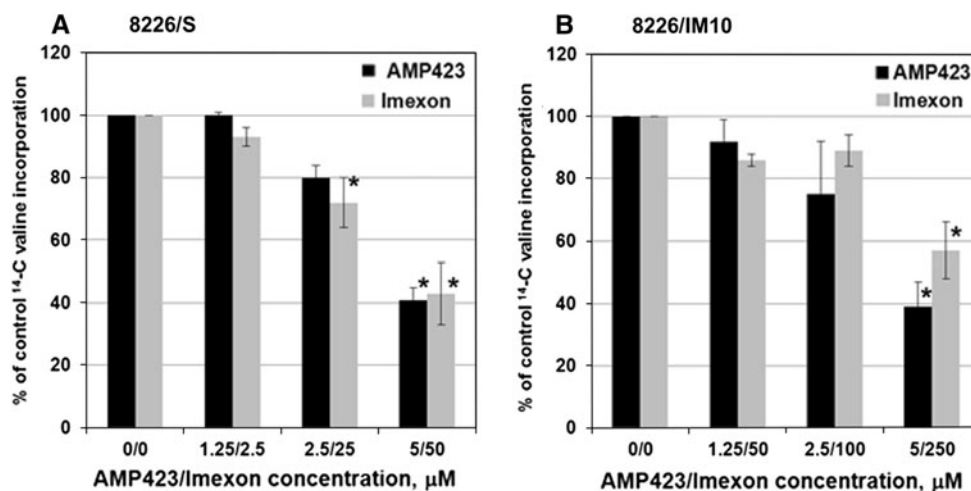 A 8226/S
% of control ¹⁴-C valine incorporation
120
100
80
60
40
20
0
AMP423
Imexon
*
* *
0/0 1.25/2.5 2.5/25 5/50
AMP423/Imexon concentration, µM
B 8226/IM10
% of control ¹⁴-C valine incorporation
120
100
80
60
40
20
0
AMP423
Imexon
*
*
0/0 1.25/50 2.5/100 5/250
AMP423/Imexon concentration, µM